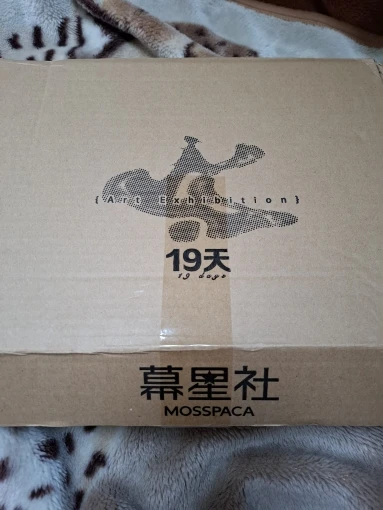 {Art Exhibition}
19天
19 days
幕星社
MOSSPACA